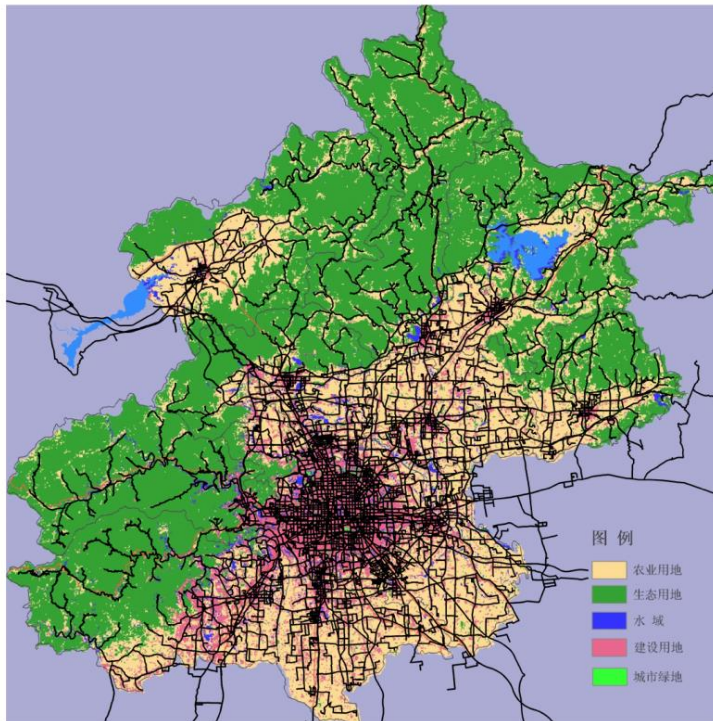 图 例
农业用地
生态用地
水 域
建设用地
城市绿地